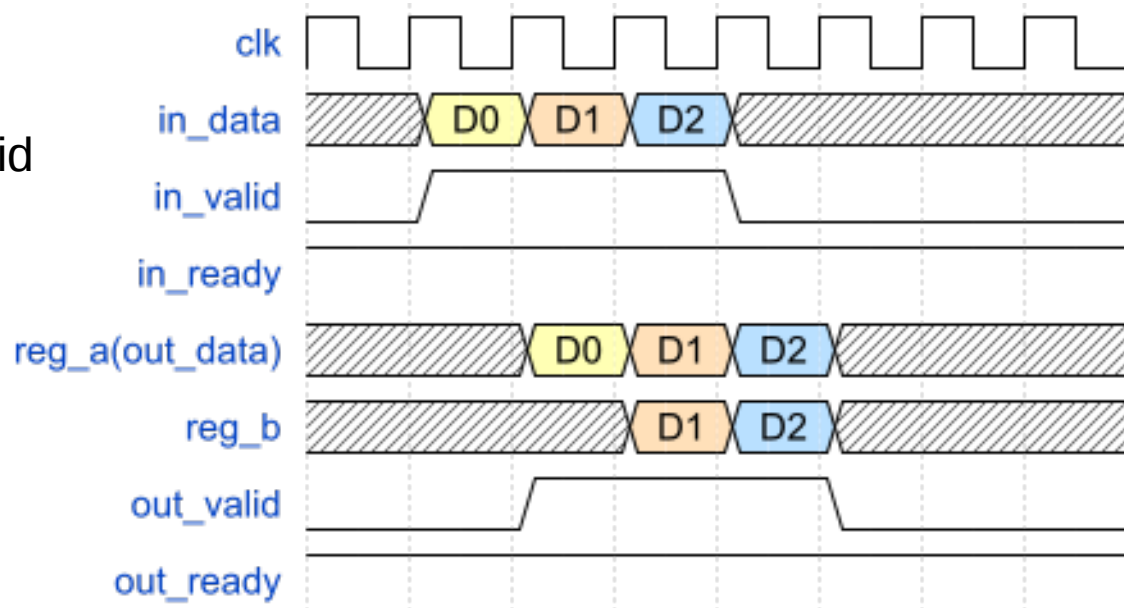 clk
in_data D0 D1 D2
id
in_valid
in_ready
reg_a(out_data) D0 D1 D2
reg_b D1 D2
out_valid
out_ready